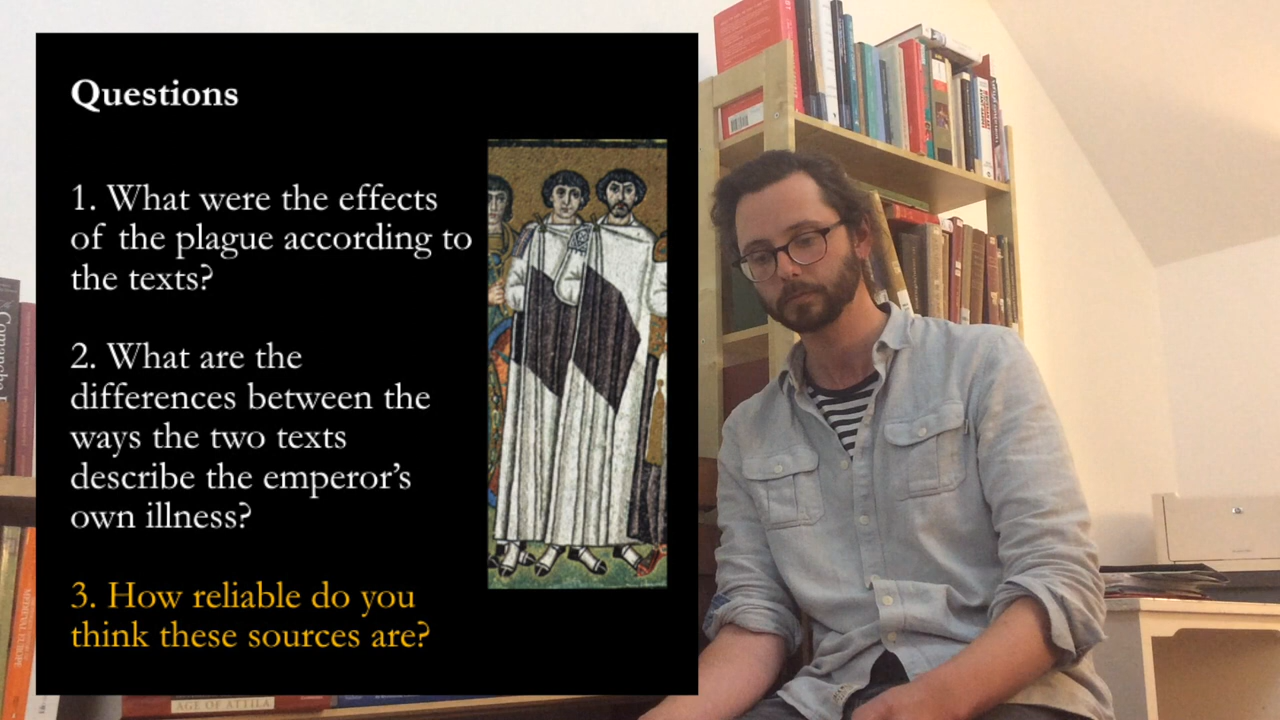 Questions
1. What were the effects
of the plague according to
the texts?
2. What are the
differences between the
ways the two texts
describe the emperor's
own illness?
3. How reliable do you
think these sources are?
AGE OF ATTILA